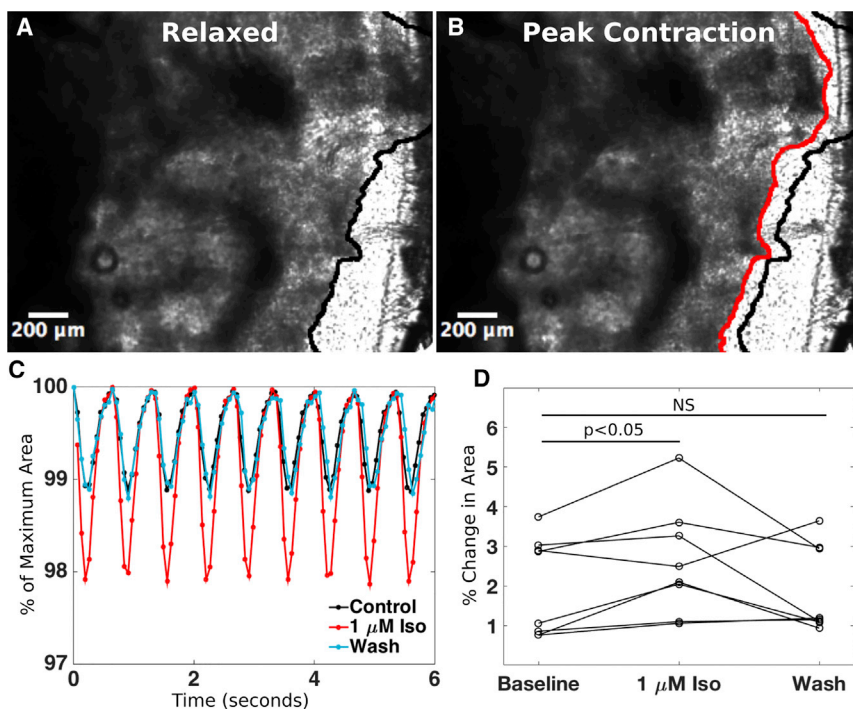 A
Relaxed
200 μm
B
Peak Contraction
200 μm
C
% of Maximum Area
100
99
98
97
Control
1 μM Iso
Wash
0
2
4
6
Time (seconds)
D
% Change in Area
6
5
4
3
2
1
NS
p<0.05
Baseline
1 μM Iso
Wash